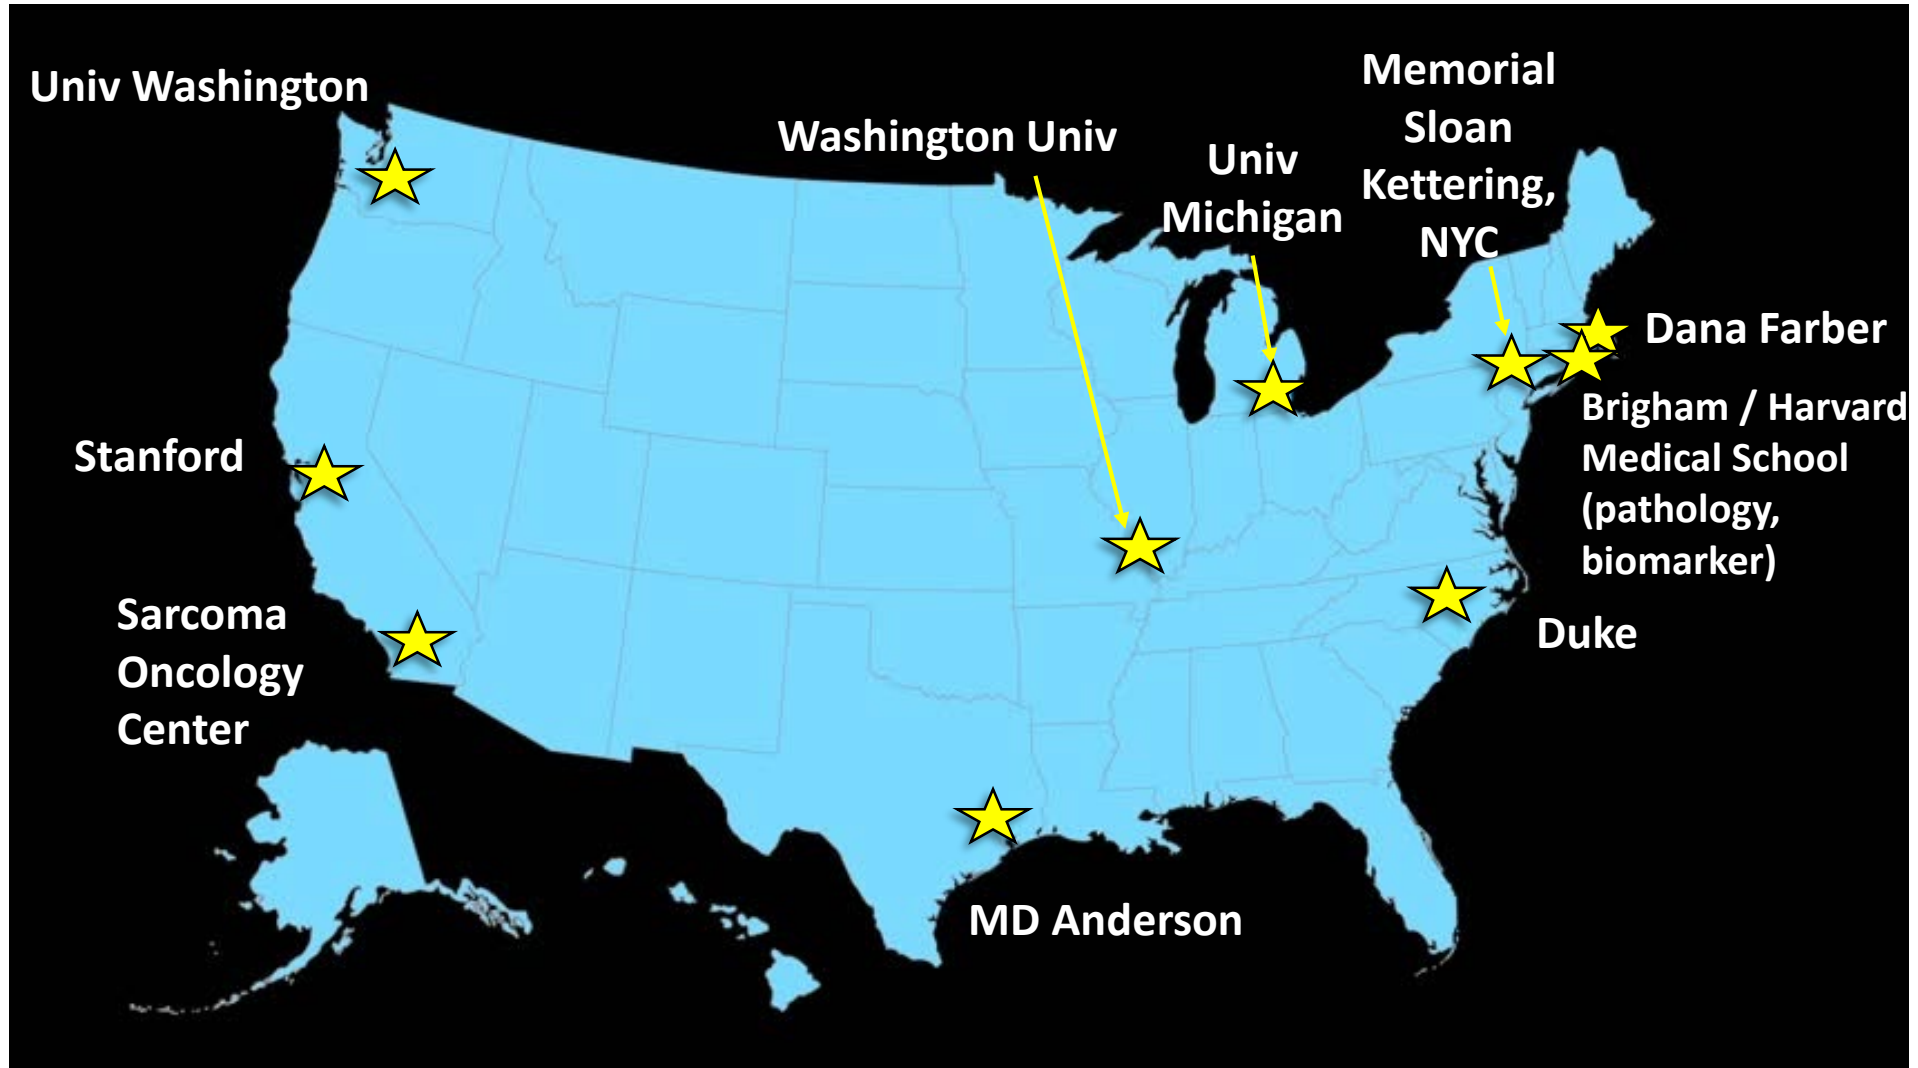 Univ Washington
Washington Univ
Univ
Michigan
Memorial
Sloan
Kettering,
NYC
Dana Farber
Brigham / Harvard
Medical School
(pathology,
biomarker)
Stanford
Sarcoma
Oncology
Center
Duke
MD Anderson